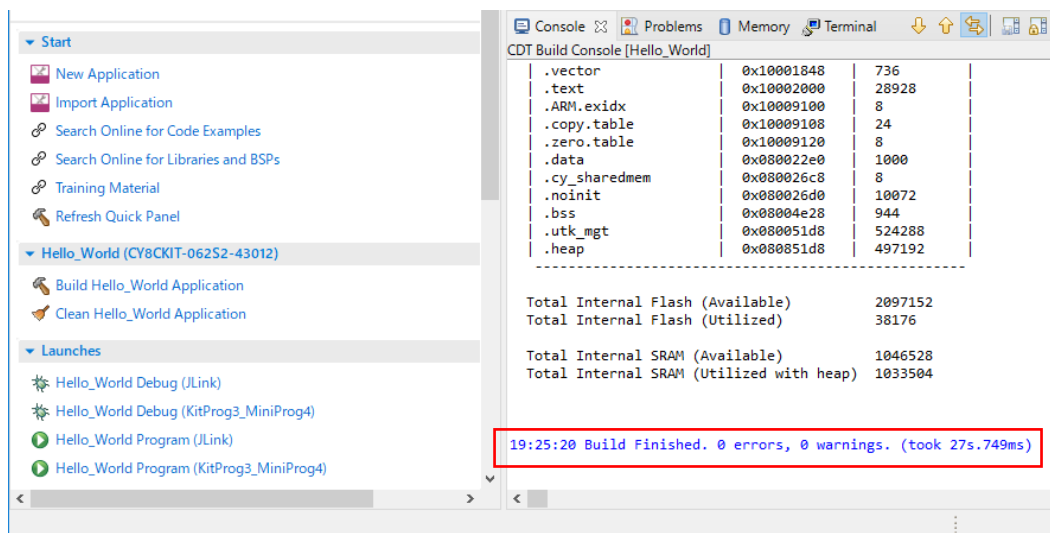 Start
New Application
Import Application
Search Online for Code Examples
Search Online for Libraries and BSPs
Training Material
Refresh Quick Panel
Hello_World (CY8CKIT-062S2-43012)
Build Hello_World Application
Clean Hello_World Application
Launches
Hello_World Debug (JLink)
Hello_World Debug (KitProg3_MiniProg4)
Hello_World Program (JLink)
Hello_World Program (KitProg3_MiniProg4)
Console Problems Memory Terminal
CDT Build Console [Hello_World]
| .vector | 0x10001848 | 736 |
| .text | 0x10002000 | 28928 |
| .ARM.exidx | 0x10009100 | 8 |
| .copy.table | 0x10009108 | 24 |
| .zero.table | 0x10009120 | 8 |
| .data | 0x080022e0 | 1000 |
| .cy_sharedmem | 0x080026c8 | 8 |
| .noinit | 0x080026d0 | 10072 |
| .bss | 0x08004e28 | 944 |
| .utk_mgt | 0x080051d8 | 524288 |
| .heap | 0x080851d8 | 497192 |
----------------------------------------------------
Total Internal Flash (Available) 2097152
Total Internal Flash (Utilized) 38176
Total Internal SRAM (Available) 1046528
Total Internal SRAM (Utilized with heap) 1033504
19:25:20 Build Finished. 0 errors, 0 warnings. (took 27s.749ms)